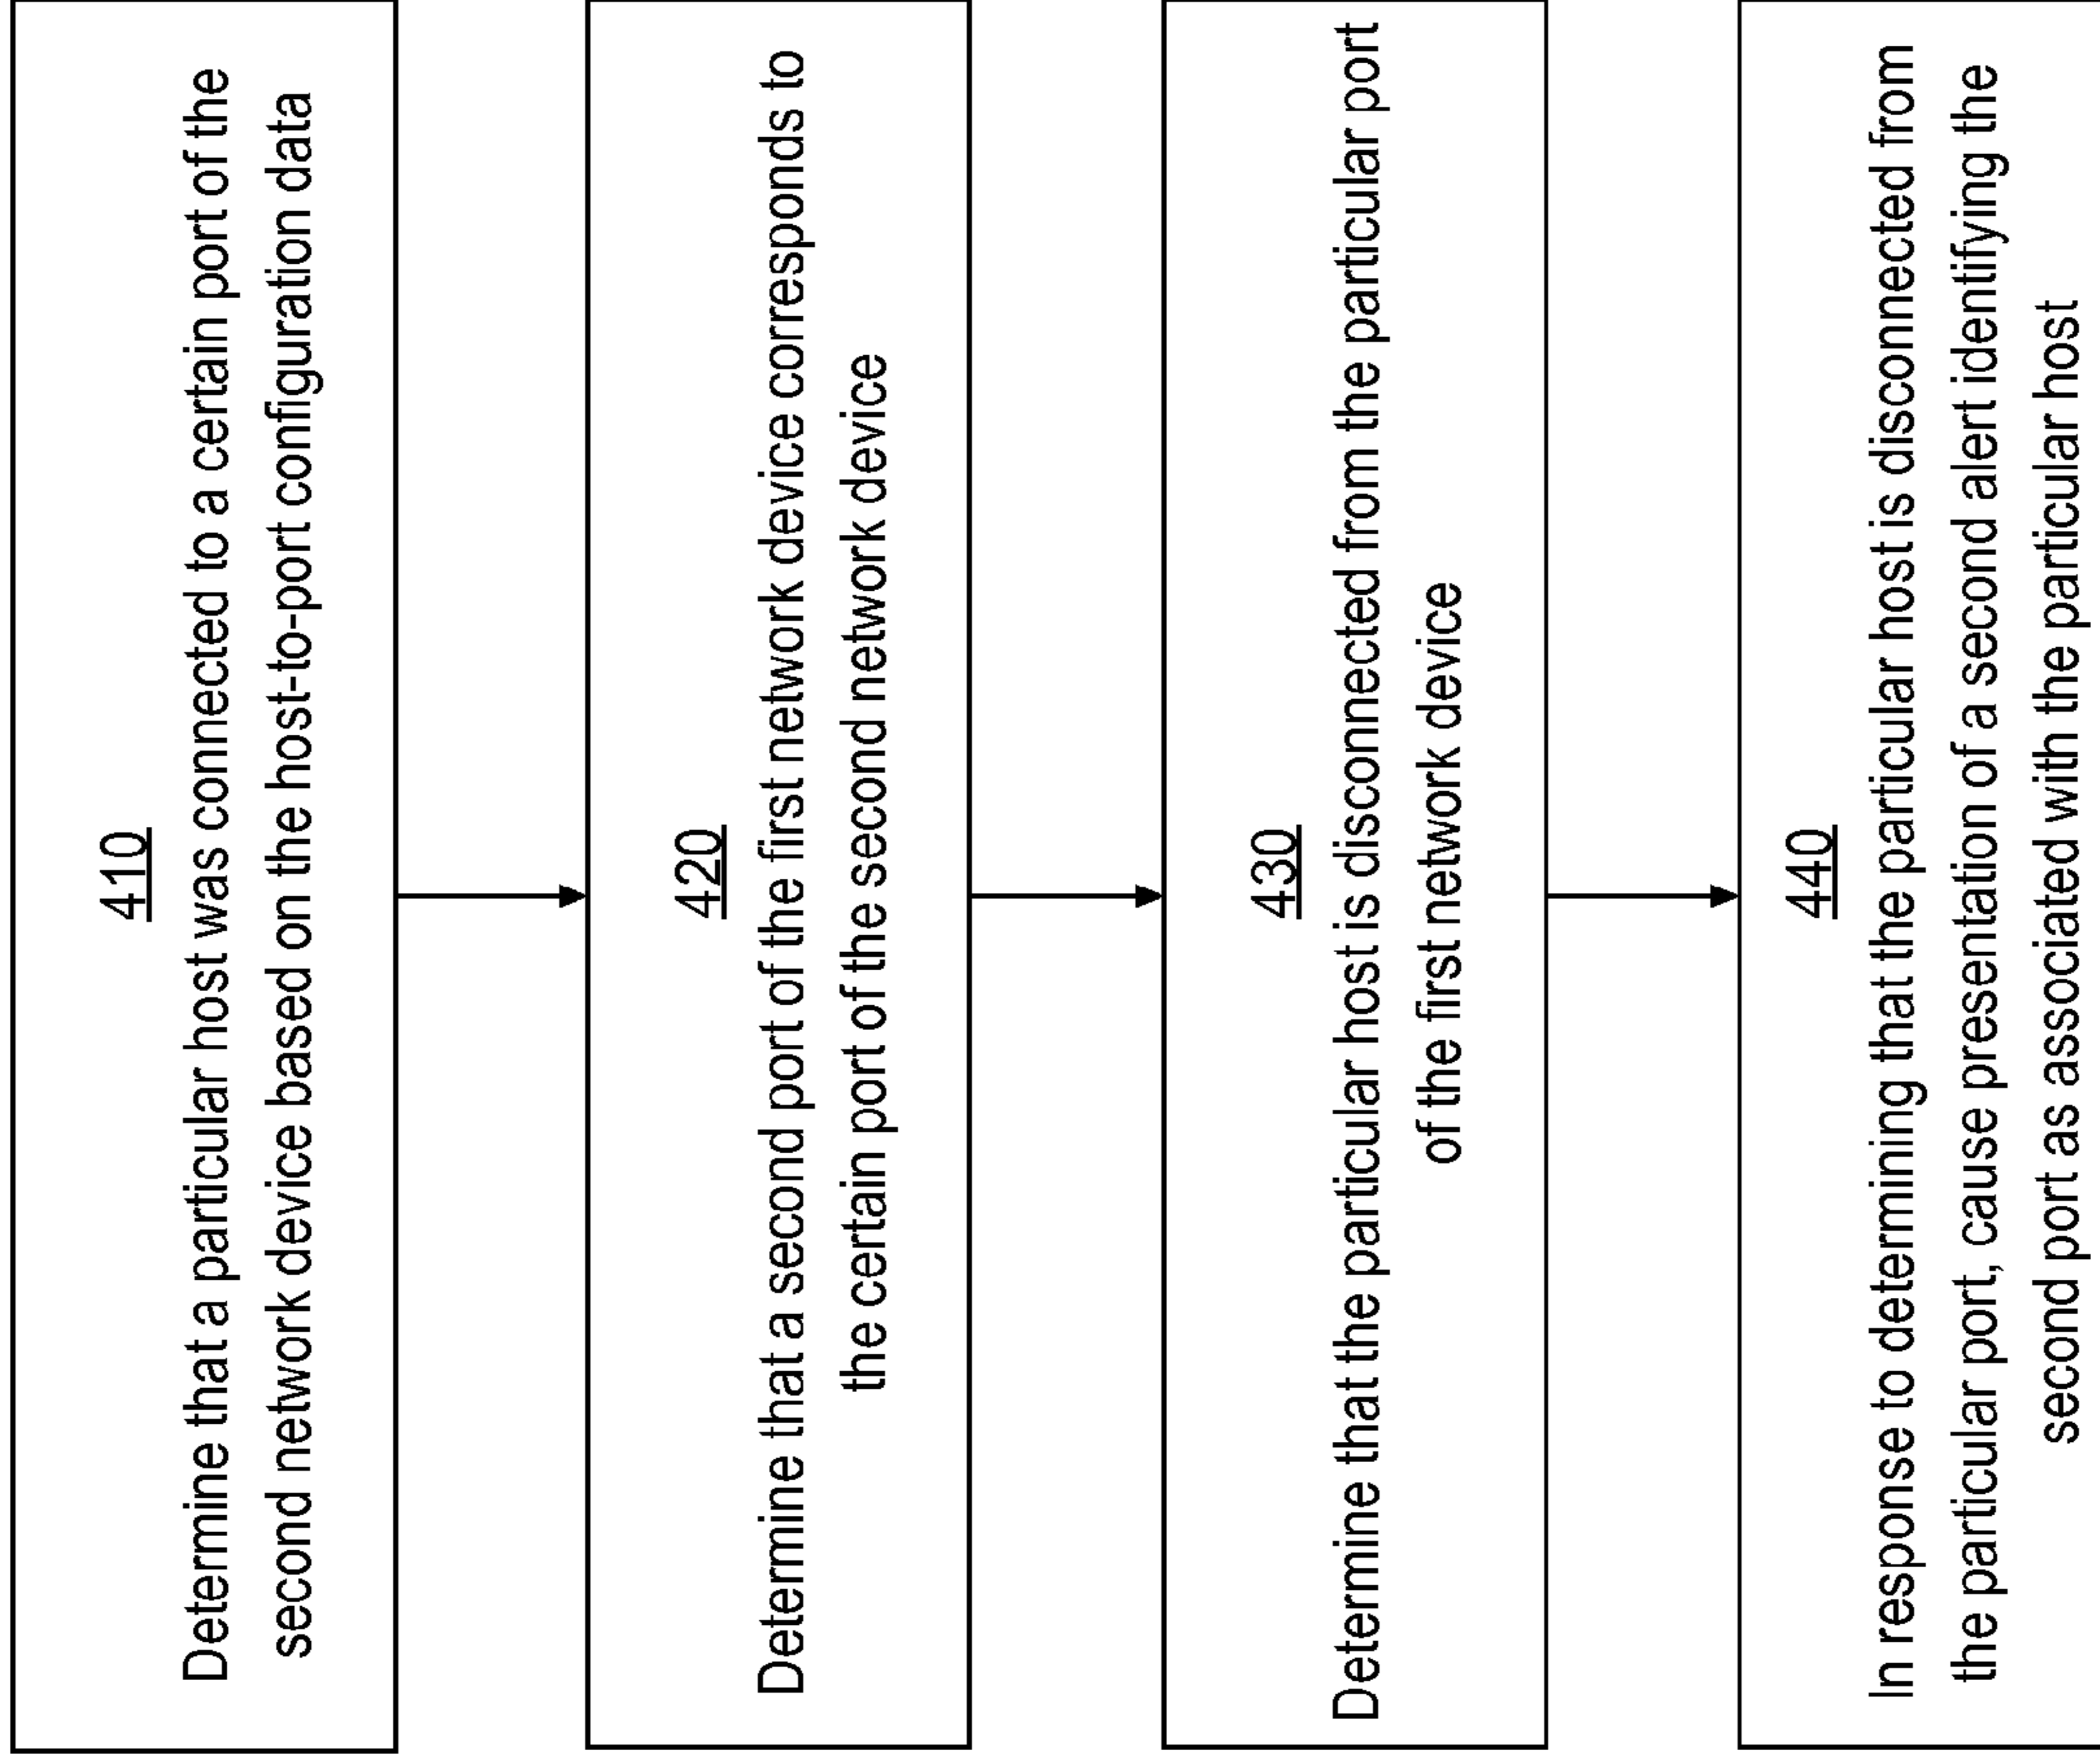 410
Determine that a particular host was connected to a certain port of the
second network device based on the host-to-port configuration data
420
Determine that a second port of the first network device corresponds to
the certain port of the second network device
430
Determine that the particular host is disconnected from the particular port
of the first network device
440
In response to determining that the particular host is disconnected from
the particular port, cause presentation of a second alert identifying the
second port as associated with the particular host